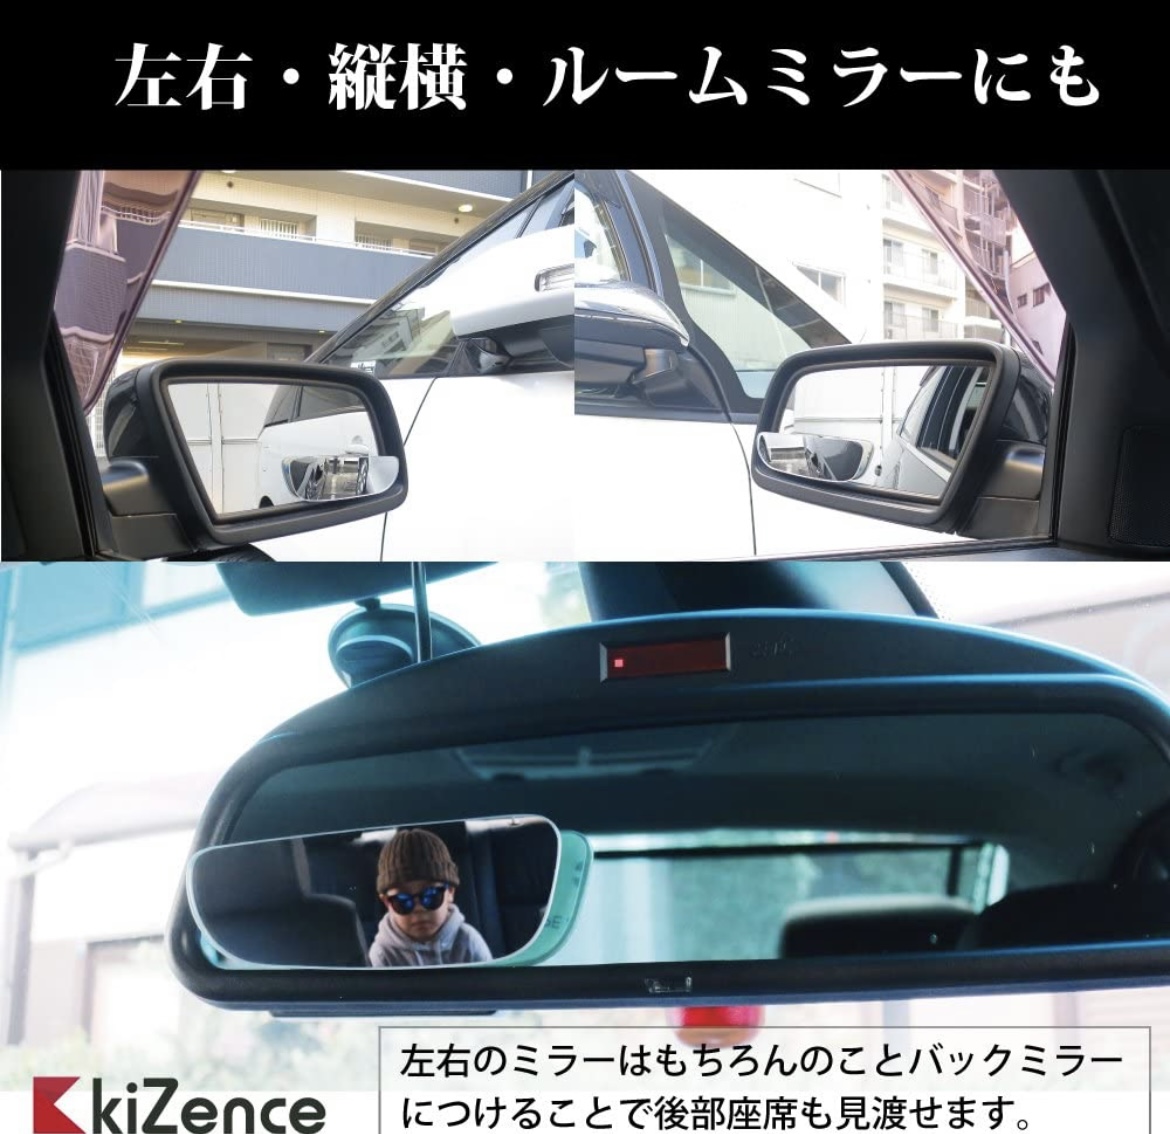 左右・縦横・ルームミラーにも
左右のミラーはもちろんのことバックミラー
につけることで後部座席も見渡せます。
kiZence